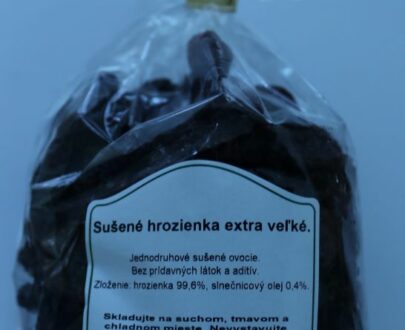 Sušené hrozienka extra veľké.
Jednodruhové sušené ovocie.
Bez prídavných látok a aditív.
Zloženie: hrozienka 99,6%, slnečnicový olej 0,4%.
Skladujte na suchom, tmavom a
chladnom mieste. Nevystavujte